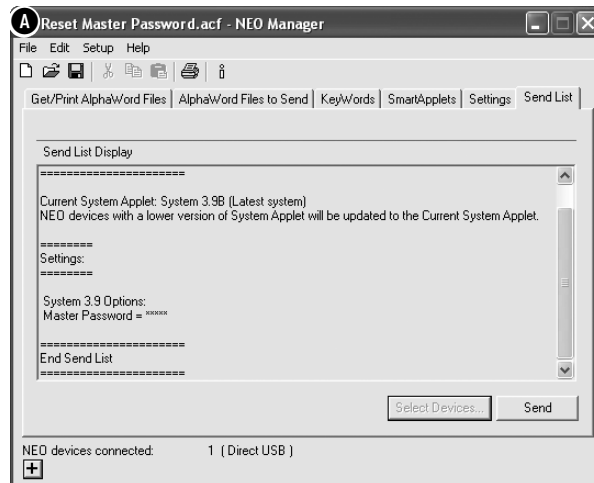 A Reset Master Password.acf - NEO Manager
File Edit Setup Help
Get/Print AlphaWord Files AlphaWord Files to Send KeyWords SmartApplets Settings Send List
Send List Display
======================
Current System Applet: System 3.9B (Latest system)
NEO devices with a lower version of System Applet will be updated to the Current System Applet.
========
Settings:
========
System 3.9 Options:
Master Password = *****
======================
End Send List
======================
Select Devices... Send
NEO devices connected: 1 ( Direct USB )